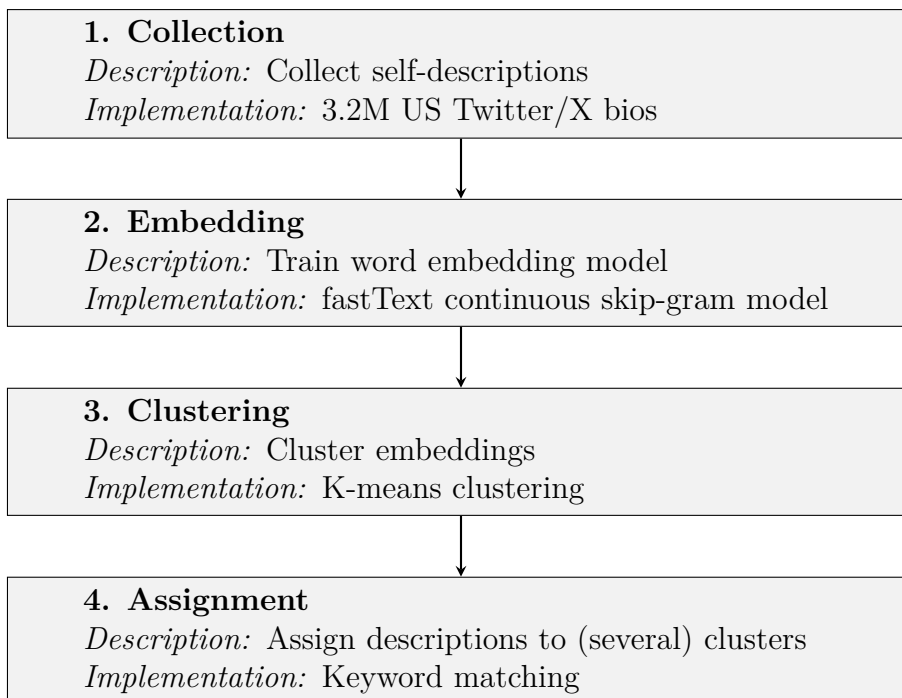 1. Collection
Description: Collect self-descriptions
Implementation: 3.2M US Twitter/X bios
2. Embedding
Description: Train word embedding model
Implementation: fastText continuous skip-gram model
3. Clustering
Description: Cluster embeddings
Implementation: K-means clustering
4. Assignment
Description: Assign descriptions to (several) clusters
Implementation: Keyword matching